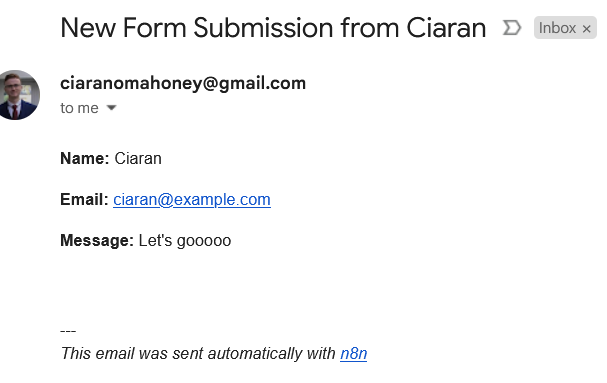 New Form Submission from Ciaran Inbox ×
ciaranomahoney@gmail.com
to me
Name: Ciaran
Email: ciaran@example.com
Message: Let's gooooo
---
This email was sent automatically with n8n